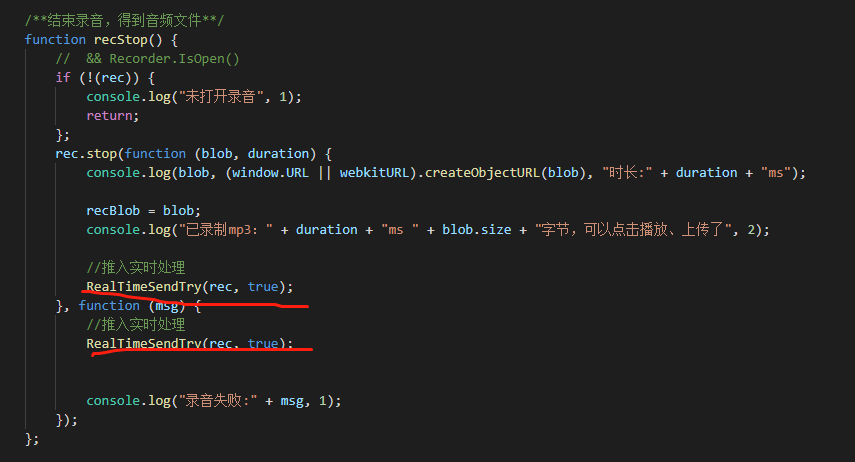 /**结束录音，得到音频文件**/
function recStop() {
//  && Recorder.IsOpen()
if (!(rec)) {
console.log("未打开录音", 1);
return;
};
rec.stop(function (blob, duration) {
console.log(blob, (window.URL || webkitURL).createObjectURL(blob), "时长:" + duration + "ms");
recBlob = blob;
console.log("已录制mp3：" + duration + "ms " + blob.size + "字节，可以点击播放、上传了", 2);
//推入实时处理
RealTimeSendTry(rec, true);
}, function (msg) {
//推入实时处理
RealTimeSendTry(rec, true);
console.log("录音失败:" + msg, 1);
});
};